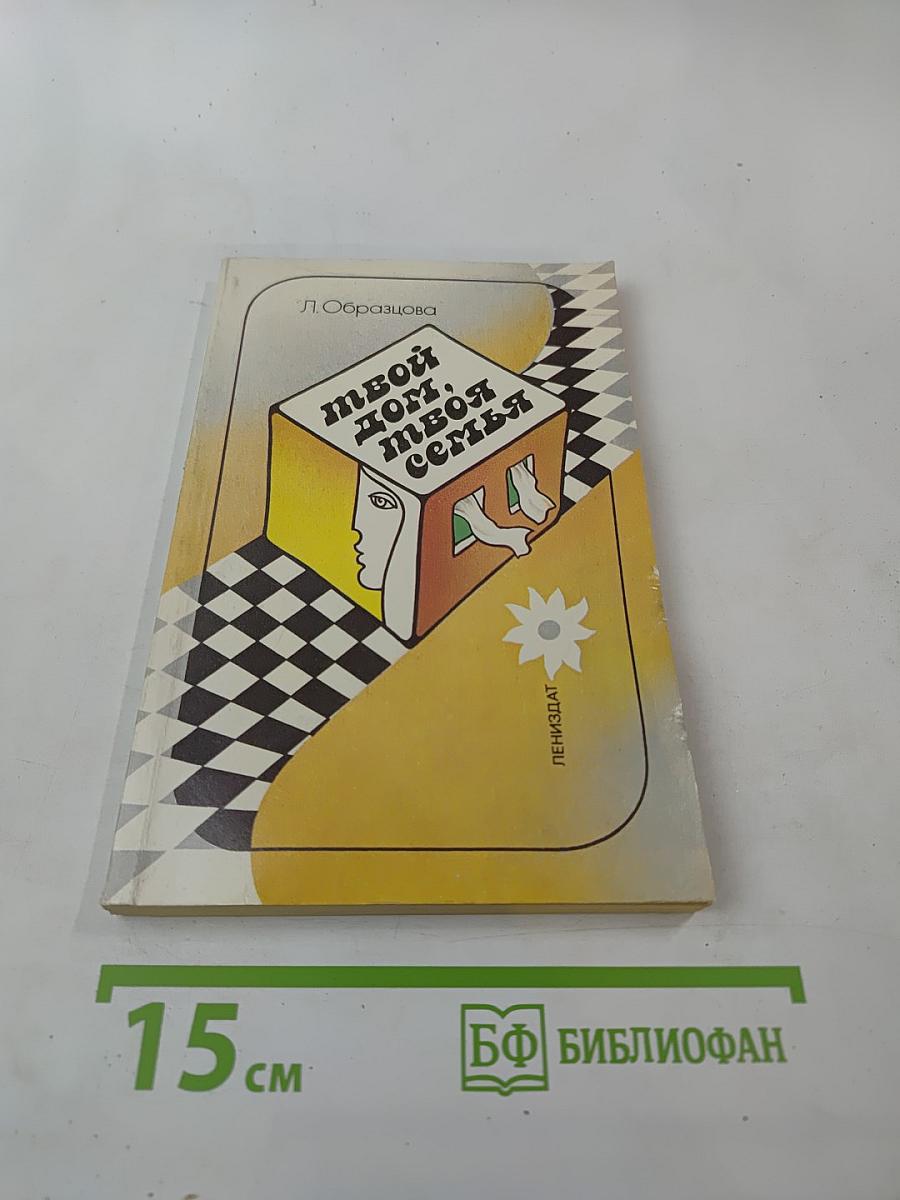 Л. Образцова
твой
дом,
твоя
семья
ЛЕНИЗДАТ
15 см
БФ БИБЛИОФАН